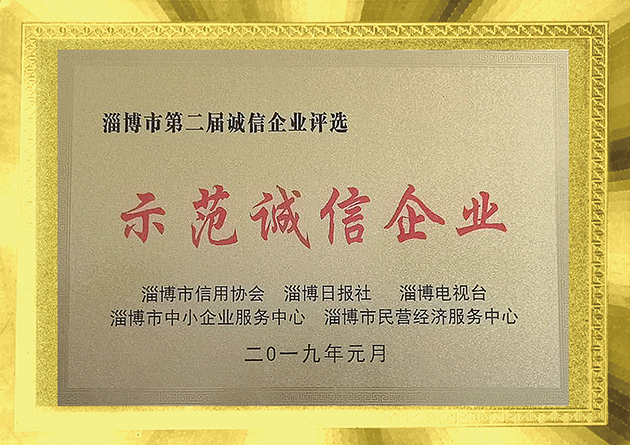 淄博市第二届诚信企业评选
示范诚信企业
淄博市信用协会 淄博日报社 淄博电视台
淄博市中小企业服务中心 淄博市民营经济服务中心
二0一九年元月